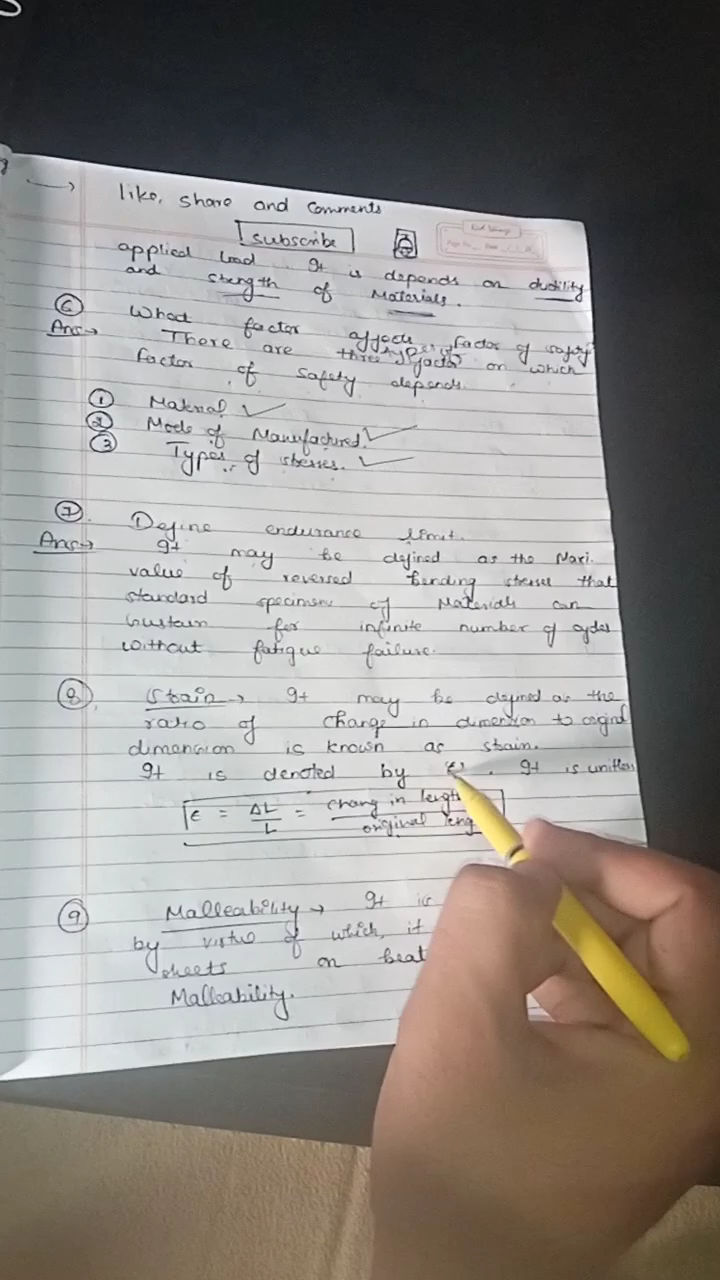 like, share and Comments
Subscribe
applied load. It is depends on ductility
and strength of Materials.
⑥ What factor affects factor of safety
Ans→ There are three types of factor on which
factor of safety depends.
① Material ✓
② Mode of Manufactured. ✓
③ Types of stresses. ✓
⑦. Define endurance limit.
Ans→ It may be defined as the Maxi.
value of reversed bending stresses that
standard specimens of Materials can
sustain for infinite number of cycles
without fatigue failure.
⑧. Strain → It may be defined as the
ratio of change in dimension to original
dimension is known as strain.
It is denoted by 'ε'. It is unitless
ε = ΔL/L = chang in length/original leng
⑨ Malleability → It is
by virtue of which, it
sheets on beat
Malleability.